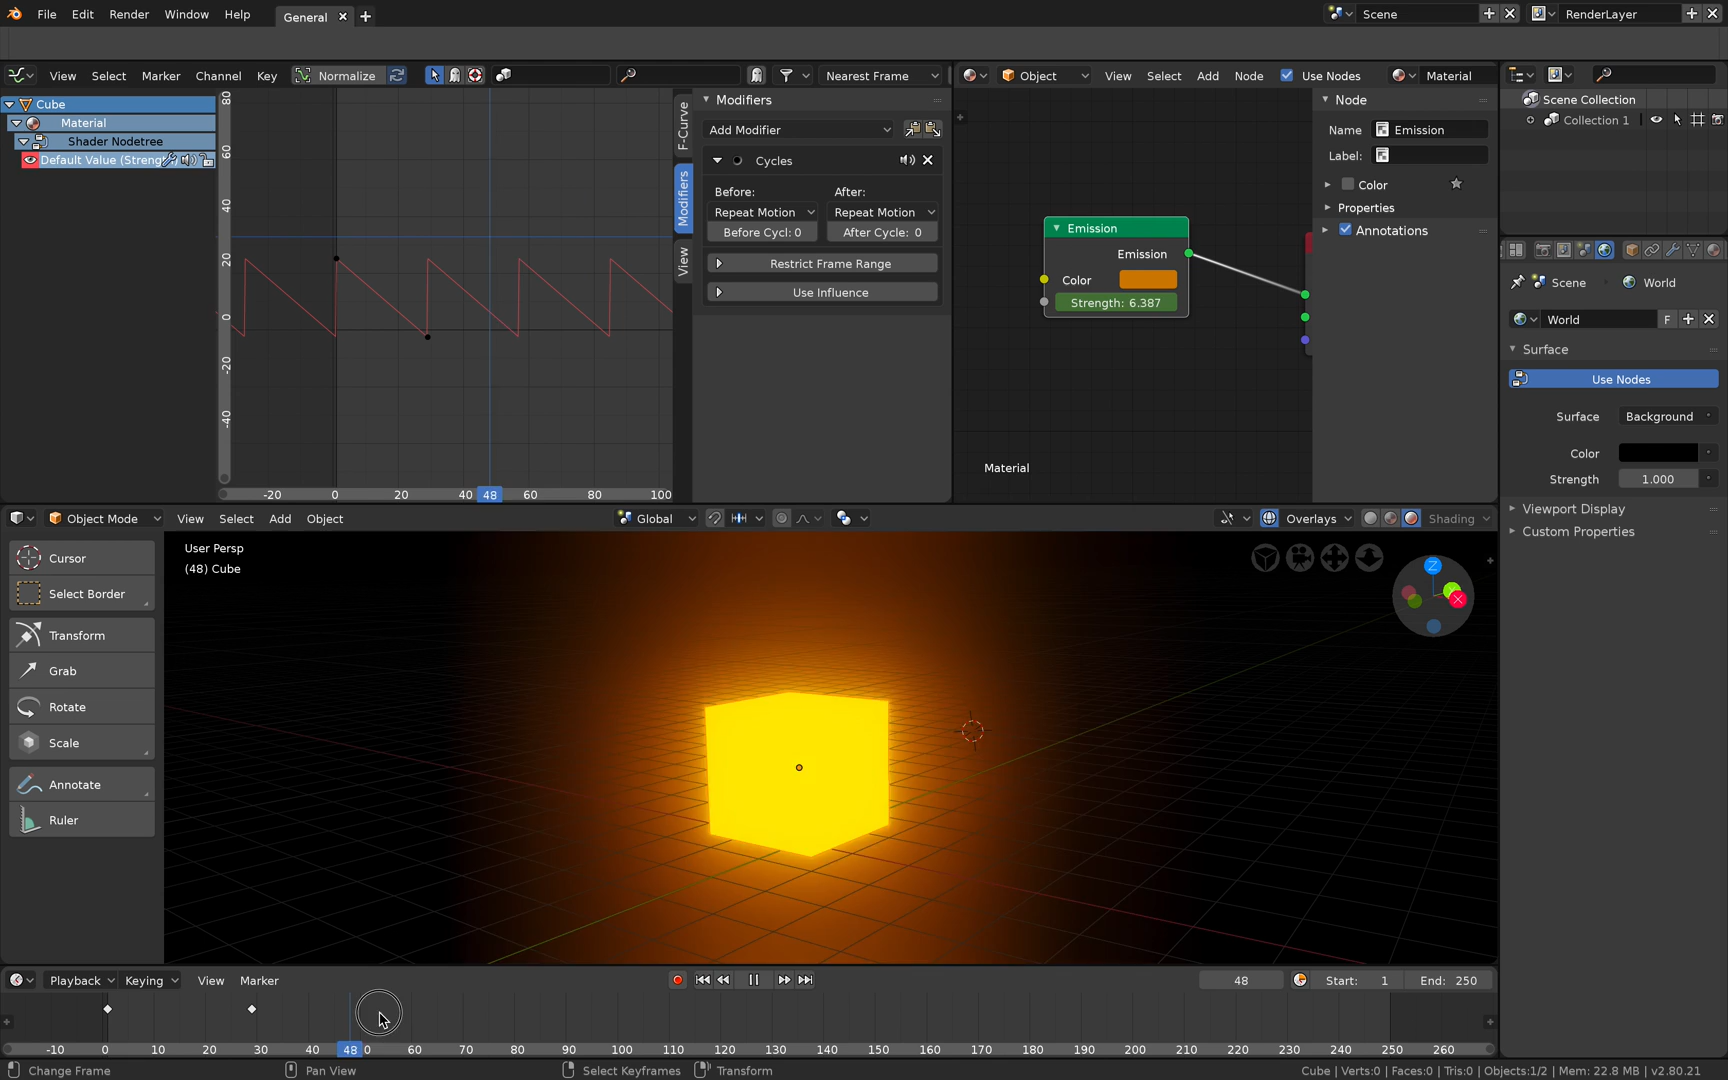 File Edit Render Window Help General Scene RenderLayer
View Select Marker Channel Key Normalize Nearest Frame
Cube
Material
Shader Nodetree
Default Value (Strengt
80
60
40
20
0
-20
-40
-20 0 20 40 48 60 80 100
F-Curve
Modifiers
View
Modifiers
Add Modifier
Cycles
Before: After:
Repeat Motion Repeat Motion
Before Cycl: 0 After Cycle: 0
Restrict Frame Range
Use Influence
Object View Select Add Node Use Nodes Material
Emission
Emission
Color
Strength: 6.387
Material
Node
Name Emission
Label:
Color
Properties
Annotations
Scene Collection
Collection 1
Scene World
World F
Surface
Use Nodes
Surface Background
Color
Strength 1.000
Viewport Display
Custom Properties
Object Mode View Select Add Object Global Overlays Shading
Cursor
Select Border
Transform
Grab
Rotate
Scale
Annotate
Ruler
User Persp
(48) Cube
Z
Y
X
Playback Keying View Marker 48 Start: 1 End: 250
-10 0 10 20 30 40 48 0 60 70 80 90 100 110 120 130 140 150 160 170 180 190 200 210 220 230 240 250 260
Change Frame Pan View Select Keyframes Transform Cube | Verts:0 | Faces:0 | Tris:0 | Objects:1/2 | Mem: 22.8 MB | v2.80.21